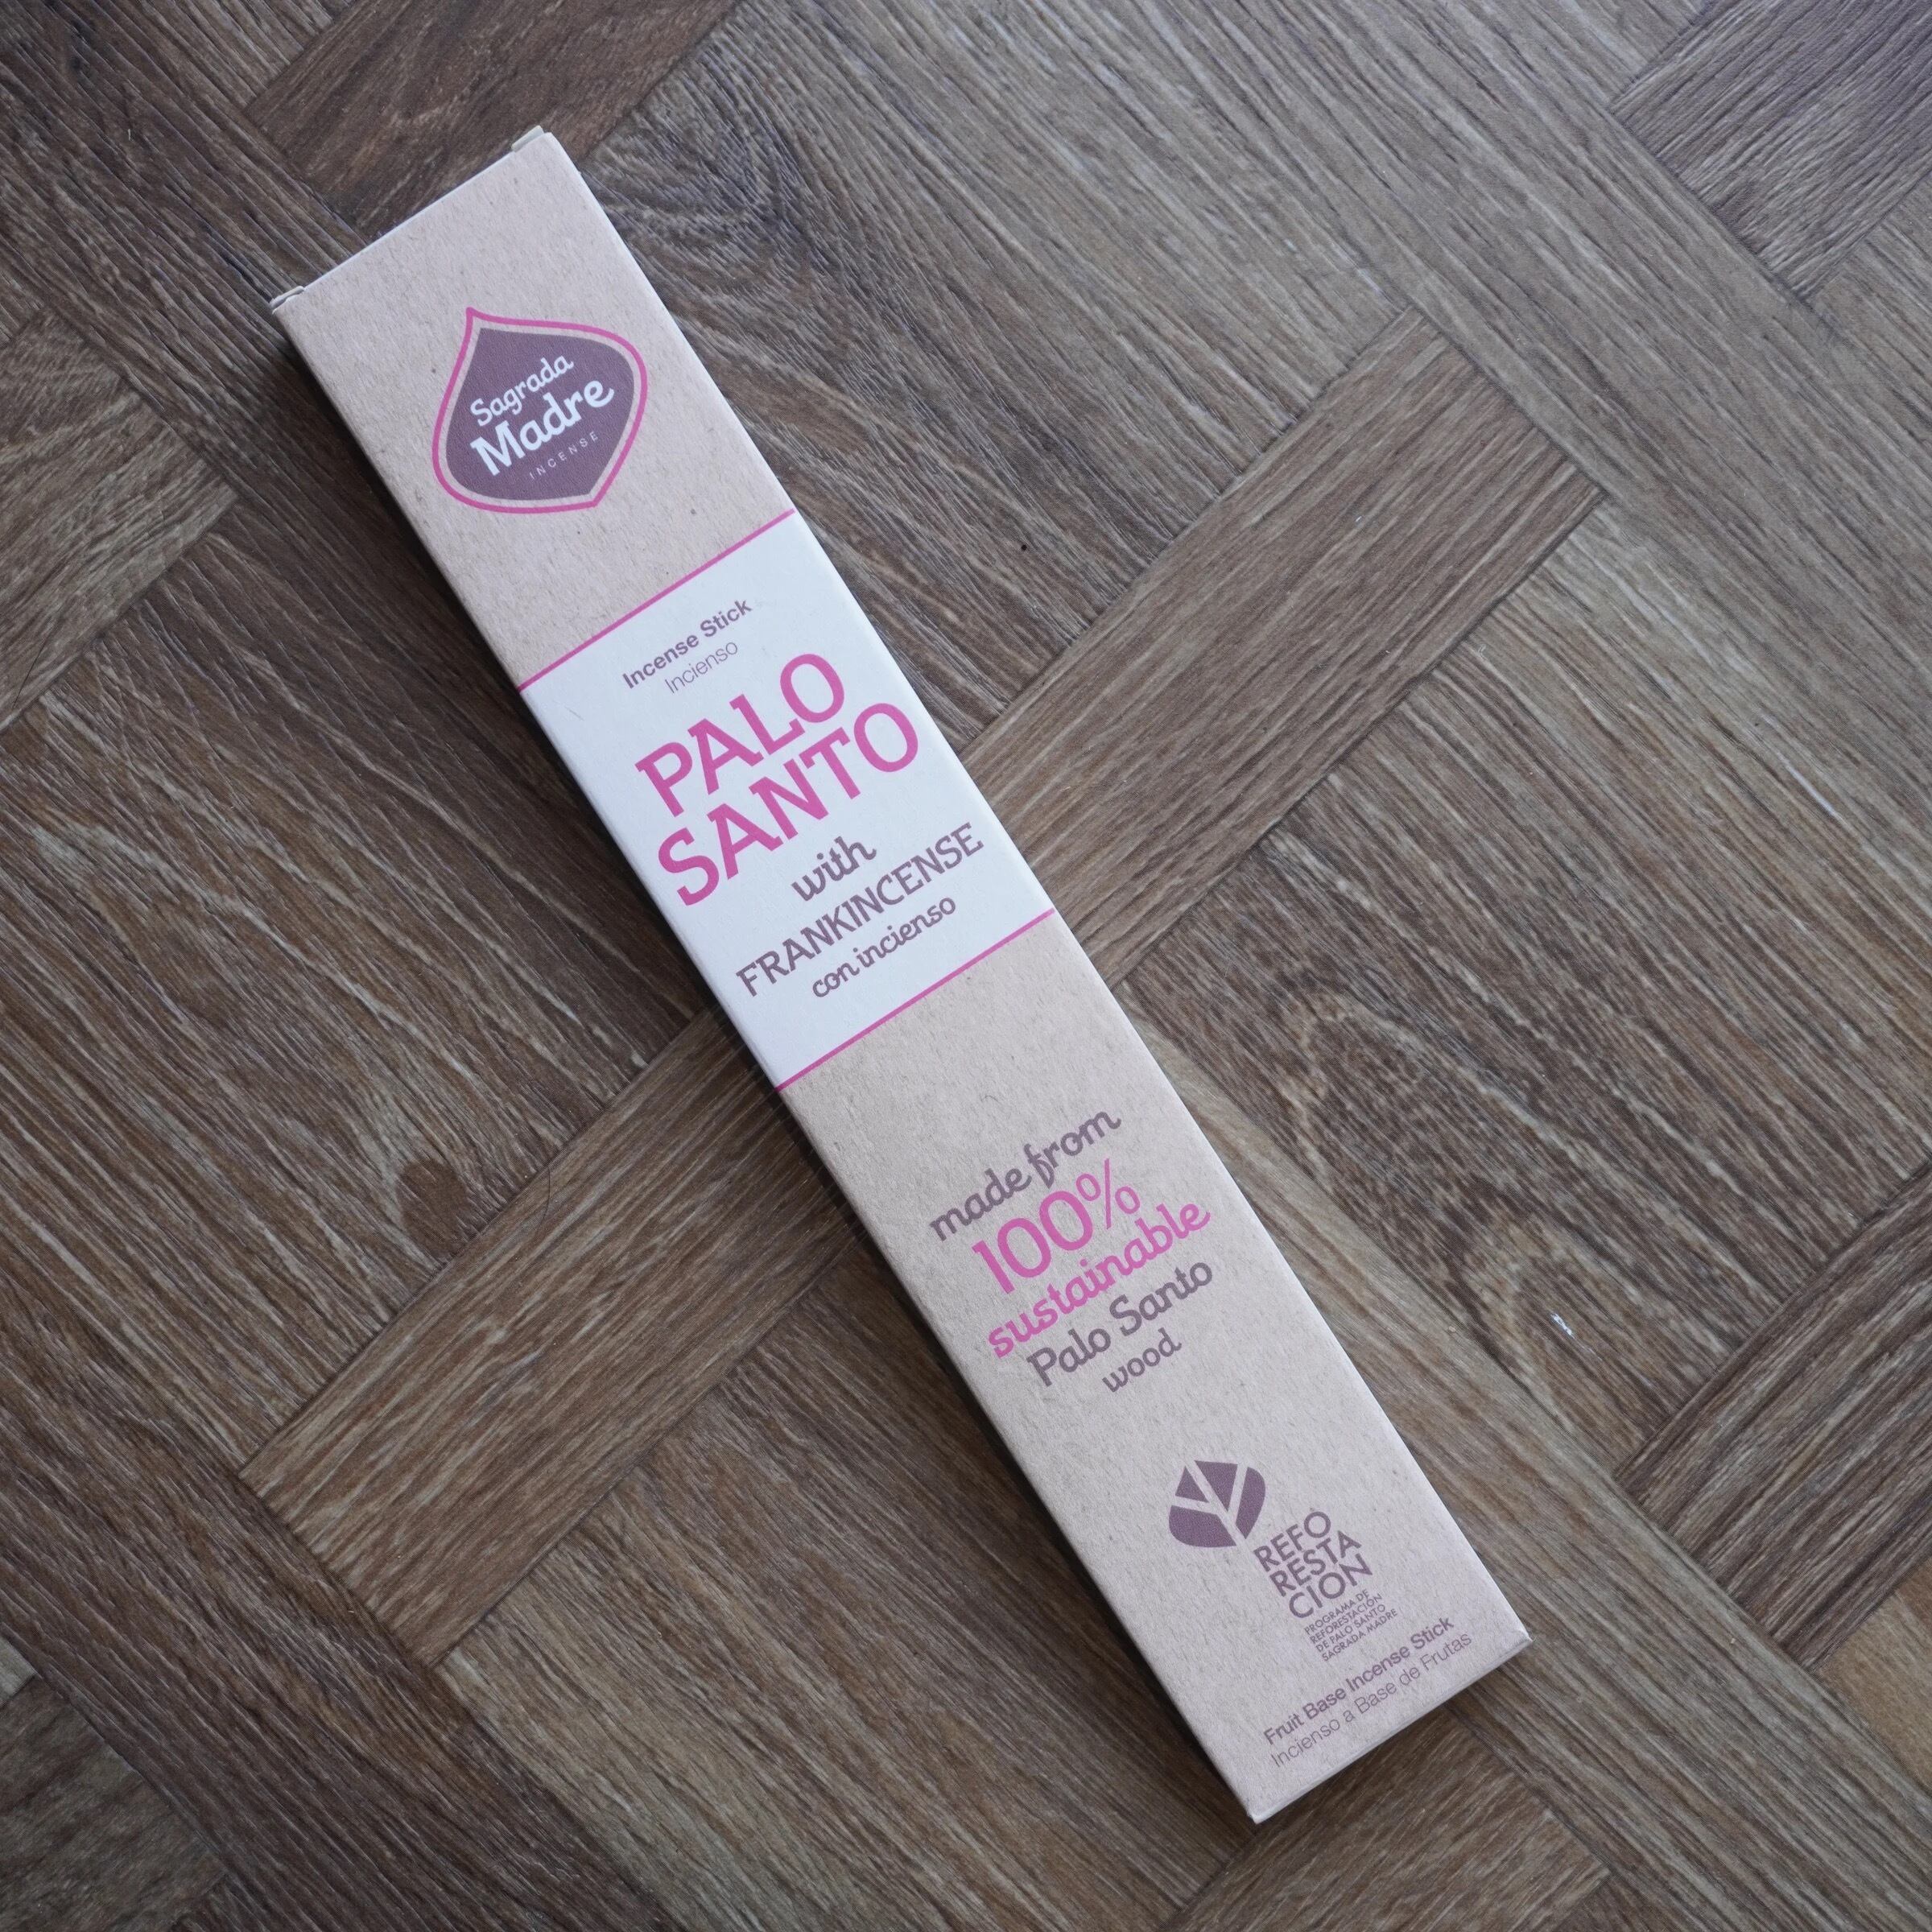 Sagrada
Madre
INCENSE
Incense Stick
Incienso
PALO
SANTO
with
FRANKINCENSE
con incienso
made from
100%
sustainable
Palo Santo
wood
REFO
RESTA
CIÓN
PROGRAMA DE
REFORESTACIÓN
DE PALO SANTO
SAGRADA MADRE
Fruit Base Incense Stick
Incienso a Base de Frutas